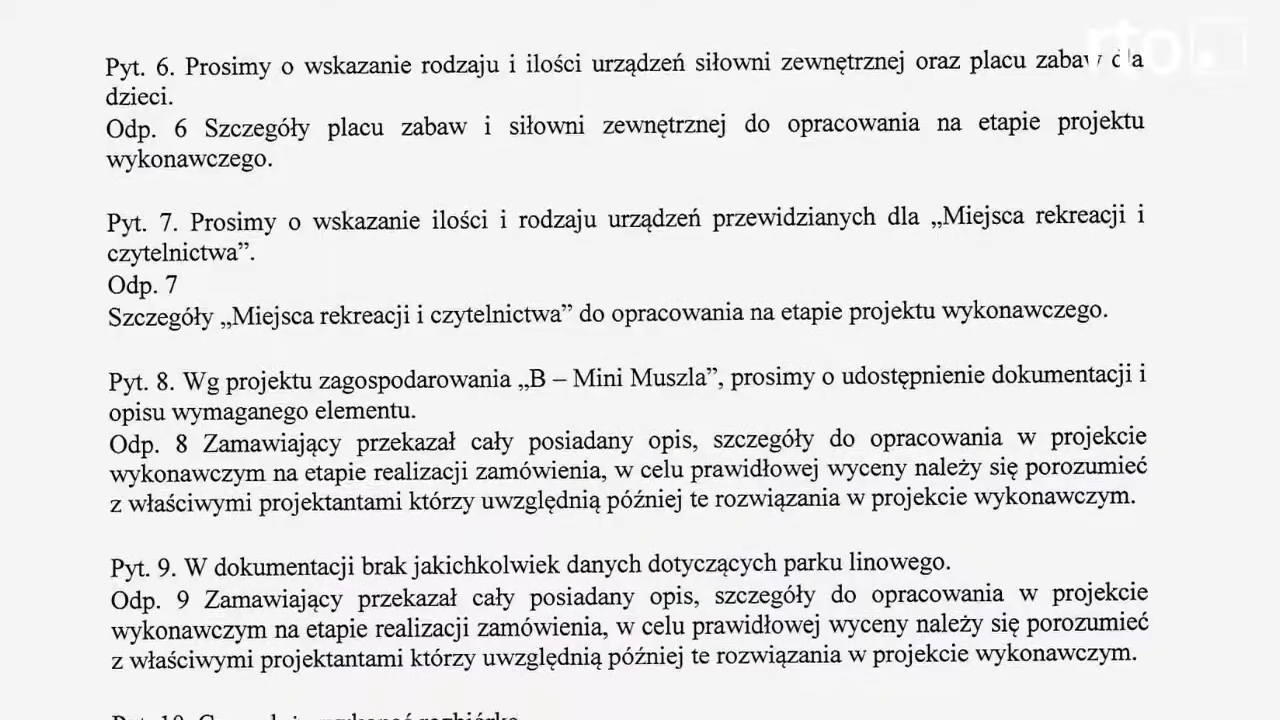 rto
Pyt. 6. Prosimy o wskazanie rodzaju i ilości urządzeń siłowni zewnętrznej oraz placu zabaw dla
dzieci.
Odp. 6 Szczegóły placu zabaw i siłowni zewnętrznej do opracowania na etapie projektu
wykonawczego.
Pyt. 7. Prosimy o wskazanie ilości i rodzaju urządzeń przewidzianych dla „Miejsca rekreacji i
czytelnictwa”.
Odp. 7
Szczegóły „Miejsca rekreacji i czytelnictwa” do opracowania na etapie projektu wykonawczego.
Pyt. 8. Wg projektu zagospodarowania „B – Mini Muszla”, prosimy o udostępnienie dokumentacji i
opisu wymaganego elementu.
Odp. 8 Zamawiający przekazał cały posiadany opis, szczegóły do opracowania w projekcie
wykonawczym na etapie realizacji zamówienia, w celu prawidłowej wyceny należy się porozumieć
z właściwymi projektantami którzy uwzględnią później te rozwiązania w projekcie wykonawczym.
Pyt. 9. W dokumentacji brak jakichkolwiek danych dotyczących parku linowego.
Odp. 9 Zamawiający przekazał cały posiadany opis, szczegóły do opracowania w projekcie
wykonawczym na etapie realizacji zamówienia, w celu prawidłowej wyceny należy się porozumieć
z właściwymi projektantami którzy uwzględnią później te rozwiązania w projekcie wykonawczym.
Pyt. 10.